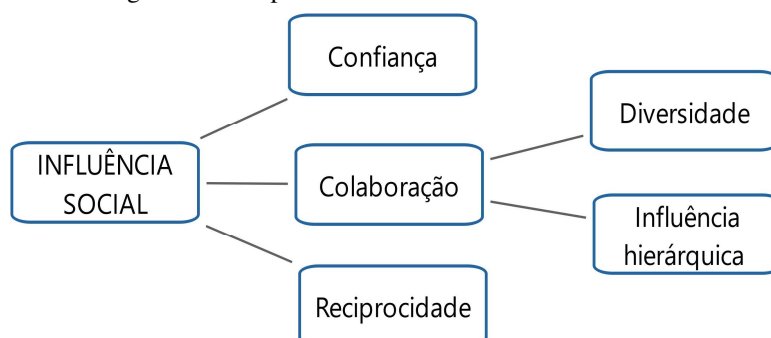 Confiança
Diversidade
INFLUÊNCIA
SOCIAL
Colaboração
Influência
hierárquica
Reciprocidade